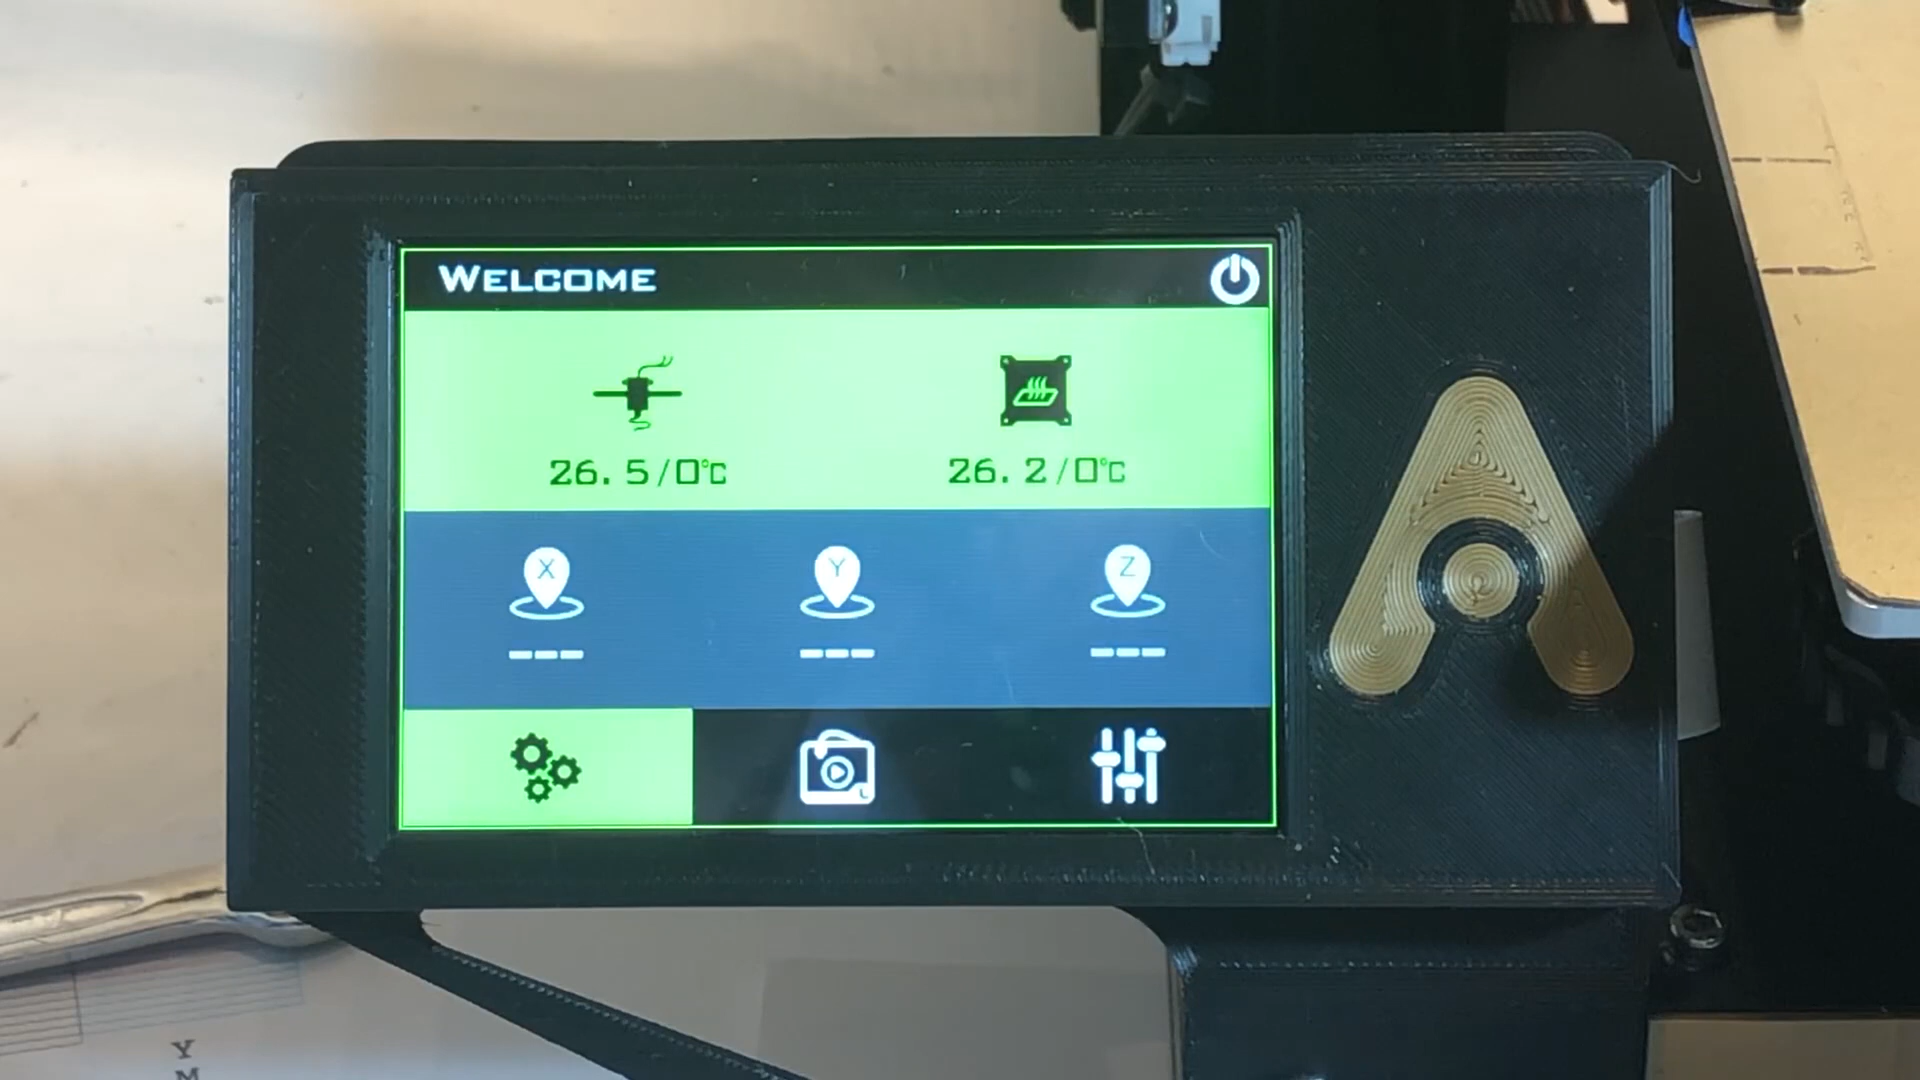 WELCOME
26.5/0°C 26.2/0°C
X Y Z
--- --- ---
Y
M